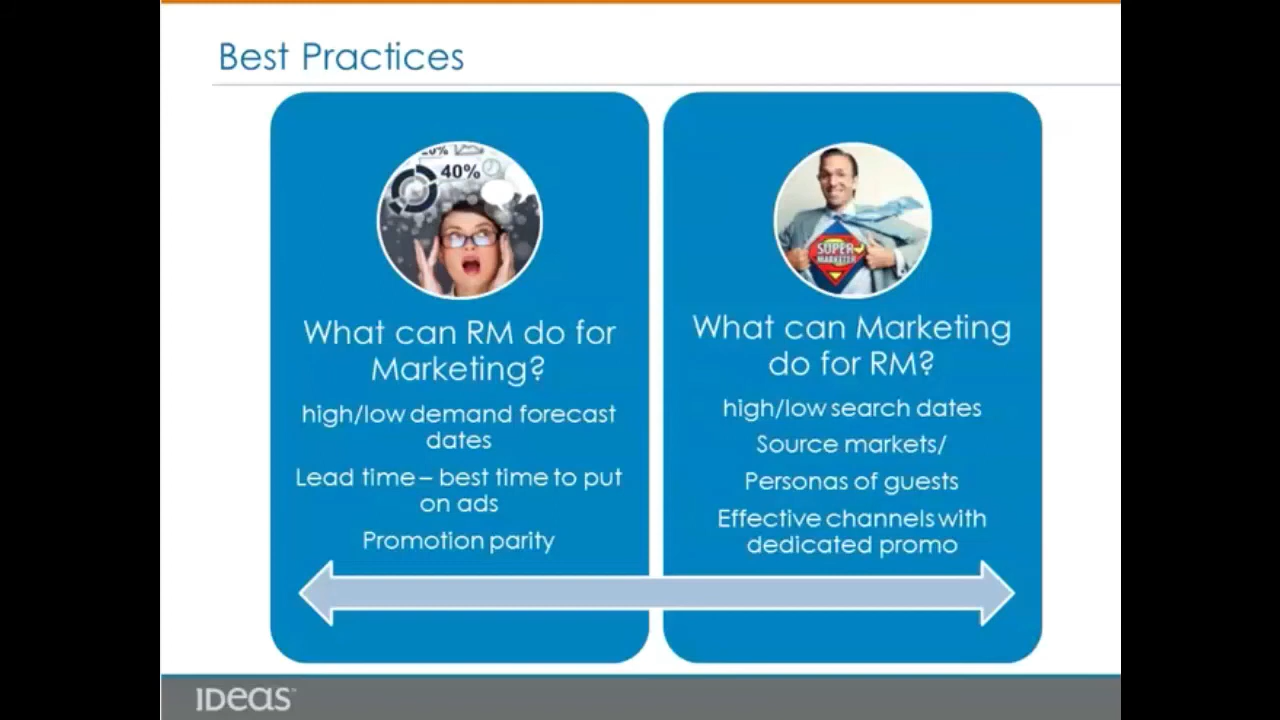 Best Practices
40%
What can RM do for
Marketing?
high/low demand forecast
dates
Lead time – best time to put
on ads
Promotion parity
SUPER
MARKETER
What can Marketing
do for RM?
high/low search dates
Source markets/
Personas of guests
Effective channels with
dedicated promo
IDeaS™